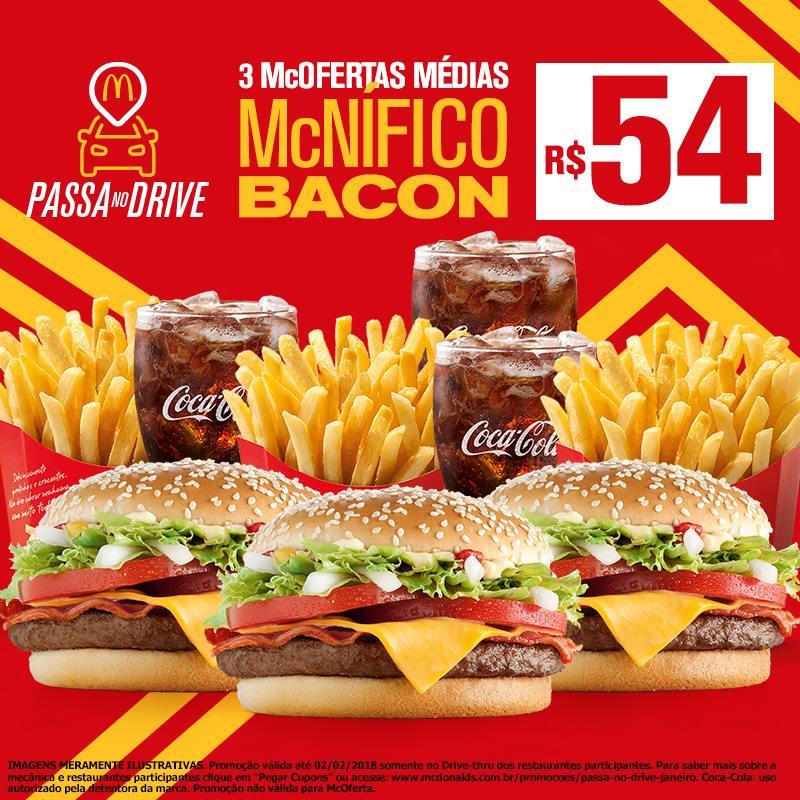 3 McOFERTAS MÉDIAS
McNÍFICO
BACON
R$54
PASSA NO DRIVE
Coca-Col
Coca-Col
IMAGENS MERAMENTE ILUSTRATIVAS. Promoção válida até 02/02/2018 somente no Drive-thru dos restaurantes participantes. Para saber mais sobre a
mecânica e restaurantes participantes clique em "Pegar Cupons" ou acesse: www.mcdonalds.com.br/promocoes/passa-no-drive-janeiro. Coca-Cola: uso
autorizado pela detentora da marca. Promoção não válida para McOferta.